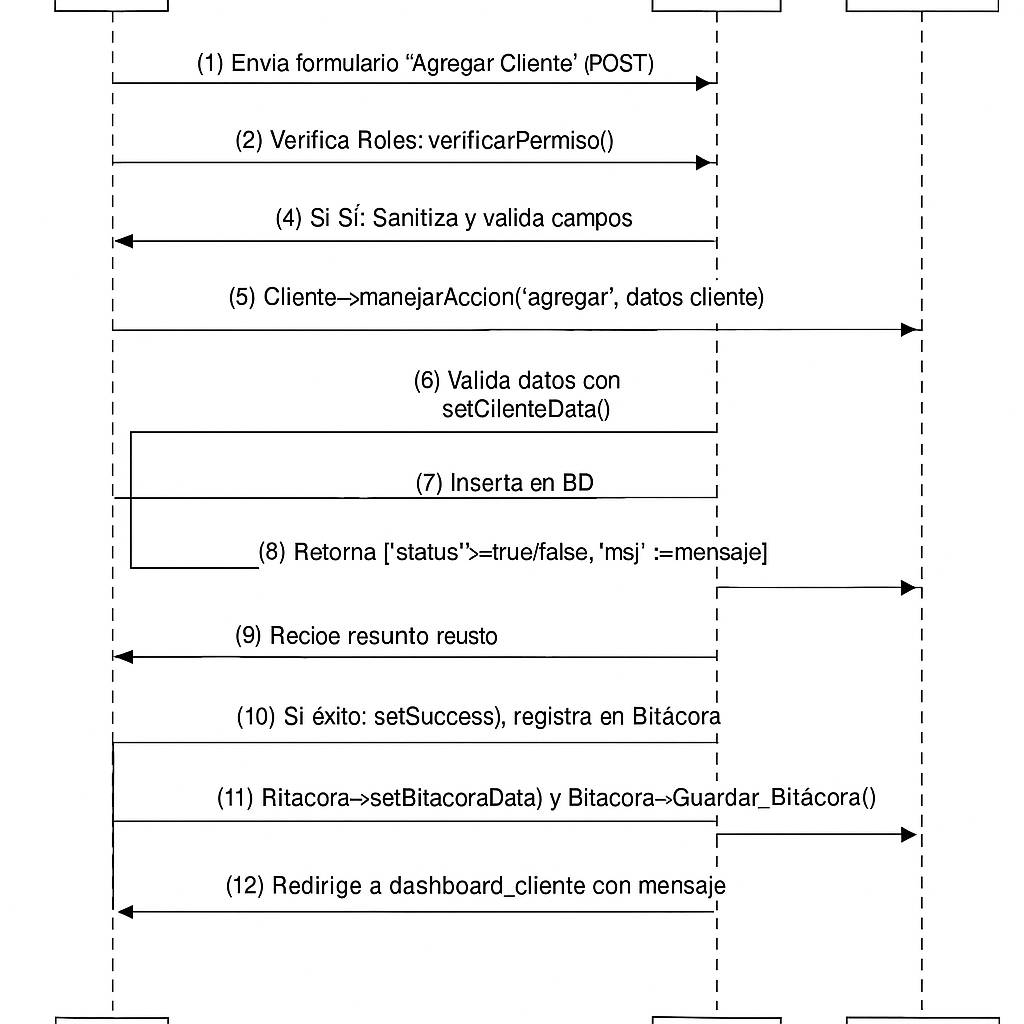 (1) Envia formulario “Agregar Cliente’ (POST)
(2) Verifica Roles: verificarPermiso()
(4) Si SÍ: Sanitiza y valida campos
(5) Cliente–>manejarAccion(‘agregar’, datos cliente)
(6) Valida datos con
setCilenteData()
(7) Inserta en BD
(8) Retorna ['status'’>=true/false, 'msj' :=mensaje]
(9) Recioe resunto reusto
(10) Si éxito: setSuccess), registra en Bitácora
(11) Ritacora–>setBitacoraData) y Bitacora–>Guardar_Bitácora()
(12) Redirige a dashboard_cliente con mensaje